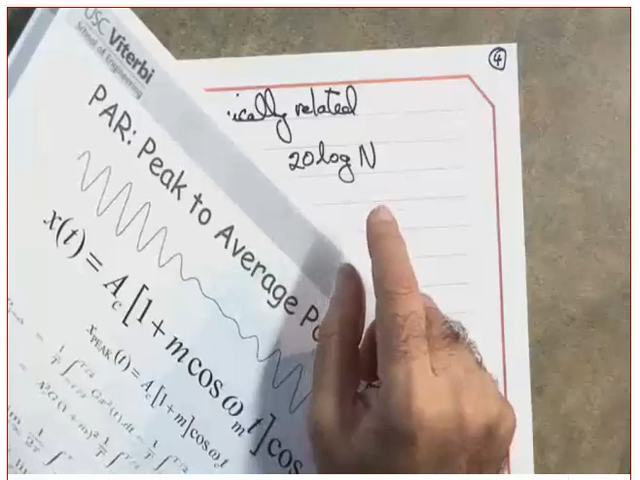 USC Viterbi
School of Engineering
④
ically related
20 log N
PAR: Peak to Average Po
x(t) = A_c [1 + m cos ω_m t] cos
x_PEAK(t) = A_c [1 + m] cos ω_c t